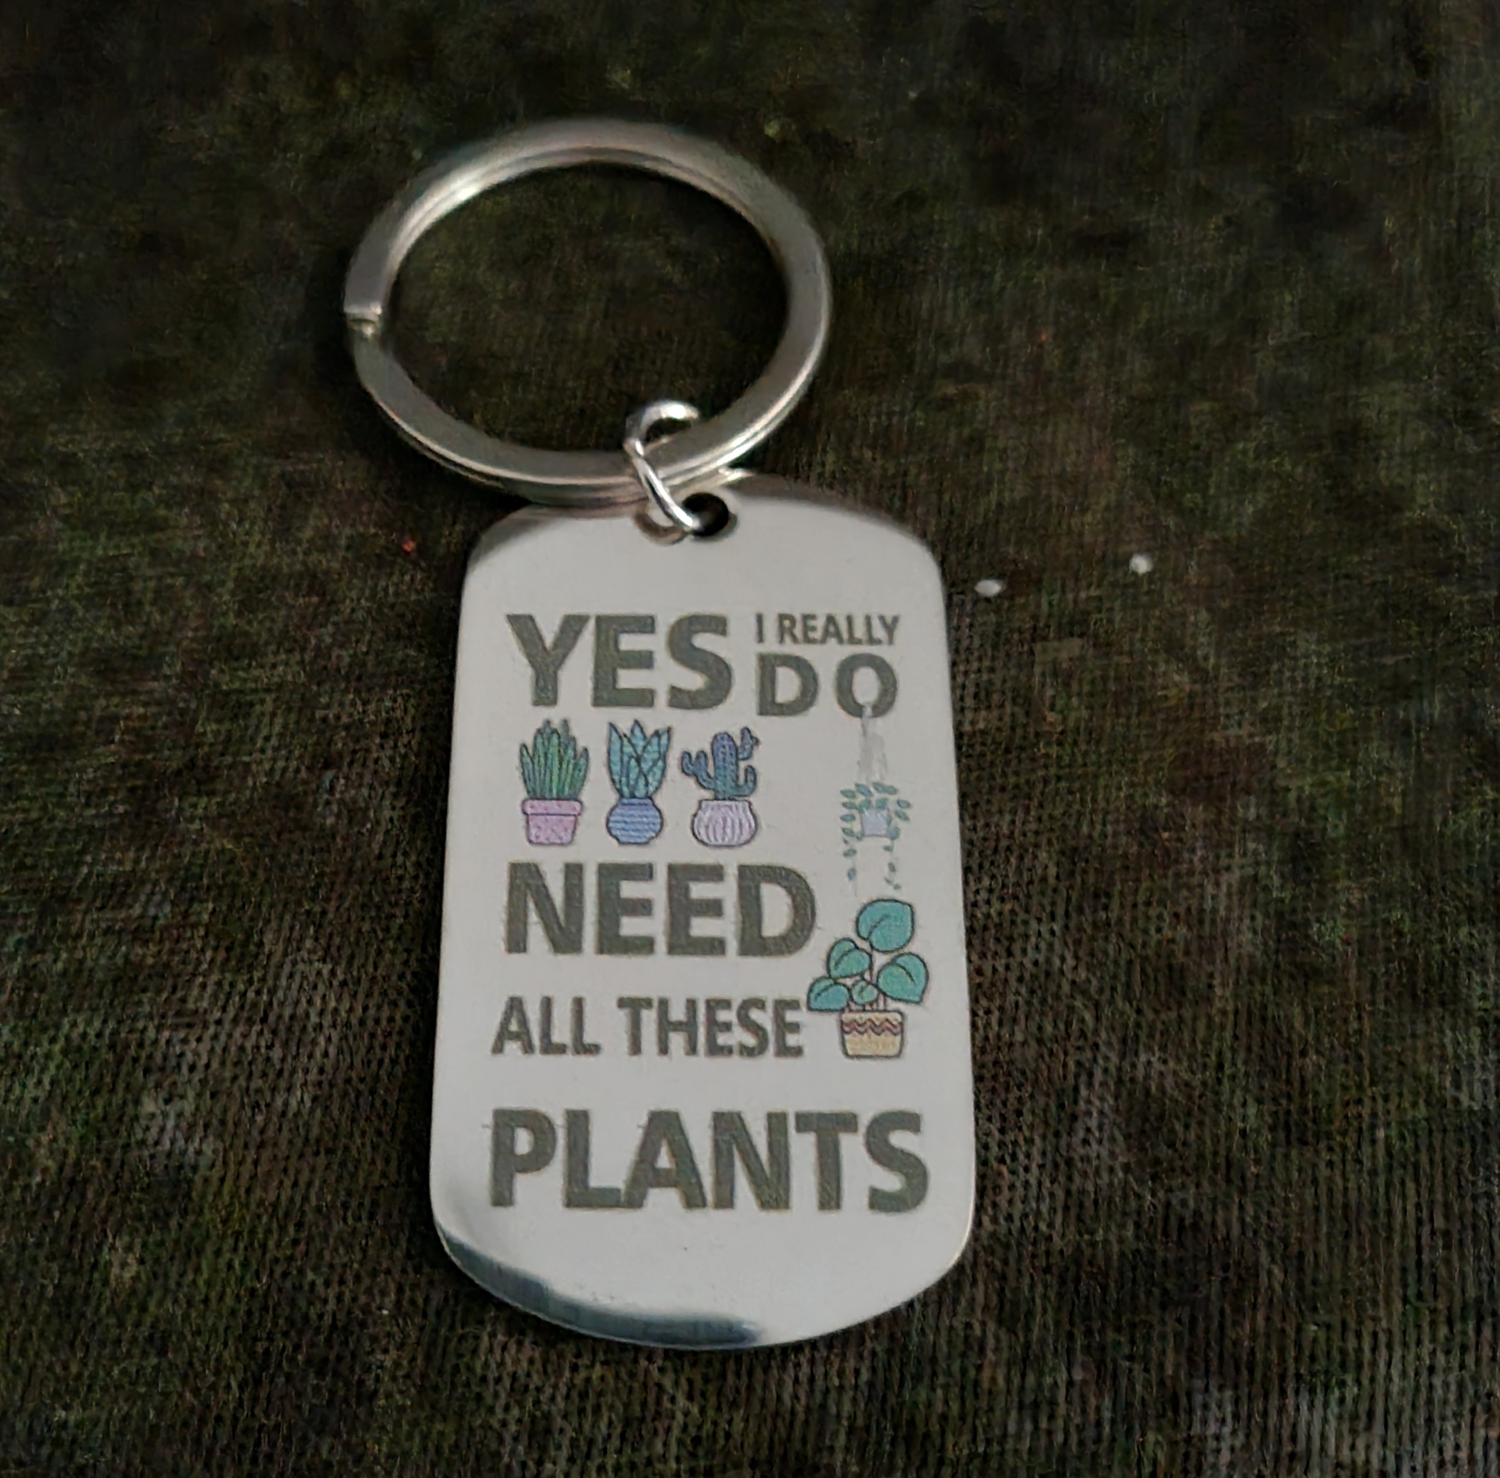 YES I REALLY
DO
NEED
ALL THESE
PLANTS